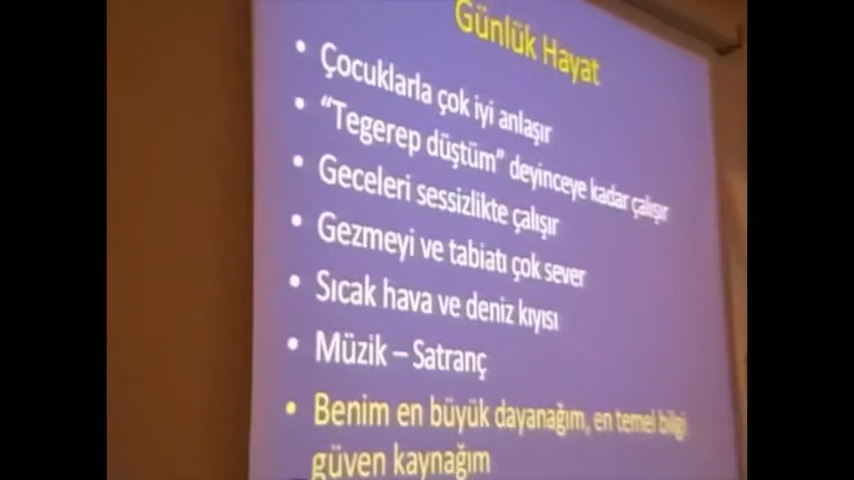 Günlük Hayat
• Çocuklarla çok iyi anlaşır
• “Tegerep düştüm” deyinceye kadar çalışır
• Geceleri sessizlikte çalışır
• Gezmeyi ve tabiatı çok sever
• Sıcak hava ve deniz kıyısı
• Müzik – Satranç
• Benim en büyük dayanağım, en temel bilgi
güven kaynağım